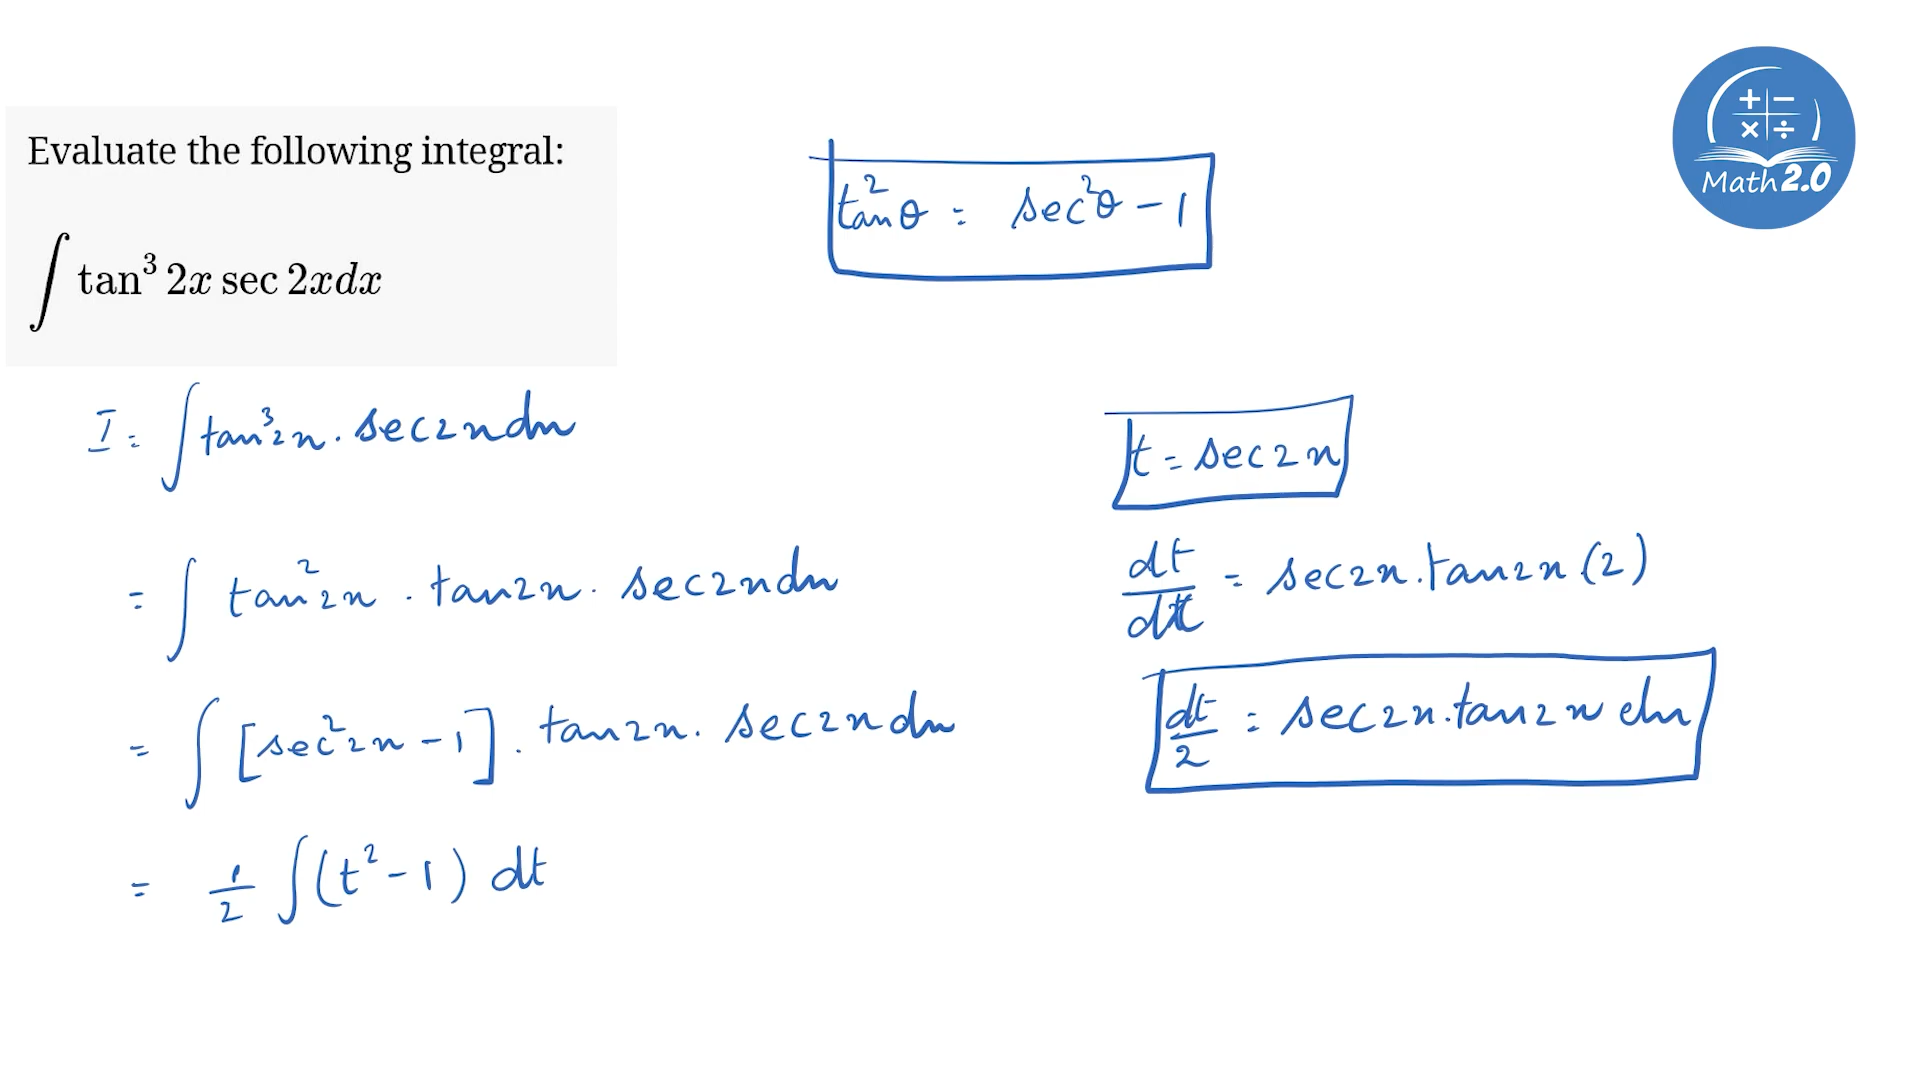 Evaluate the following integral:
∫ tan³ 2x sec 2xdx
tan²θ = sec²θ - 1
+ -
× ÷
Math 2.0
I = ∫ tan³2x . sec2x dx
= ∫ tan²2x . tan2x . sec2x dx
= ∫ [sec²2x - 1] . tan2x . sec2x dx
= 1/2 ∫ (t² - 1) dt
t = sec2x
dt/dx = sec2x . tan2x (2)
dt/2 = sec2x . tan2x dx